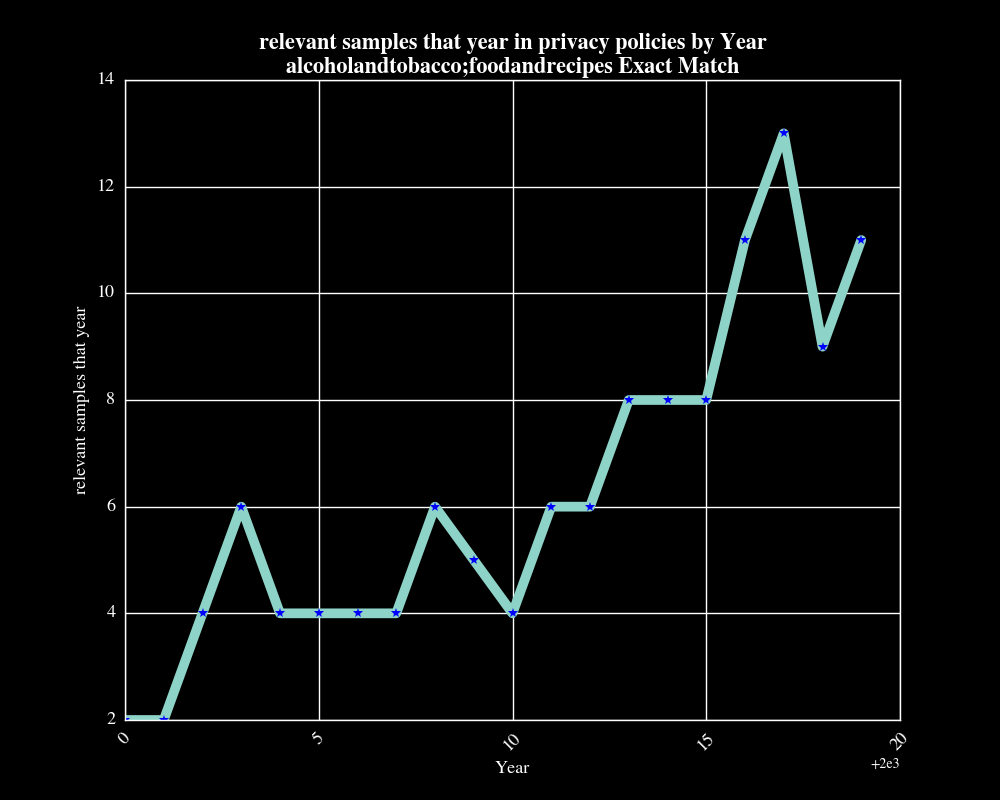 relevant samples that year in privacy policies by Year
alcoholandtobacco;foodandrecipes Exact Match
14
12
10
8
6
4
2
relevant samples that year
0
5
10
15
20
Year
+2e3